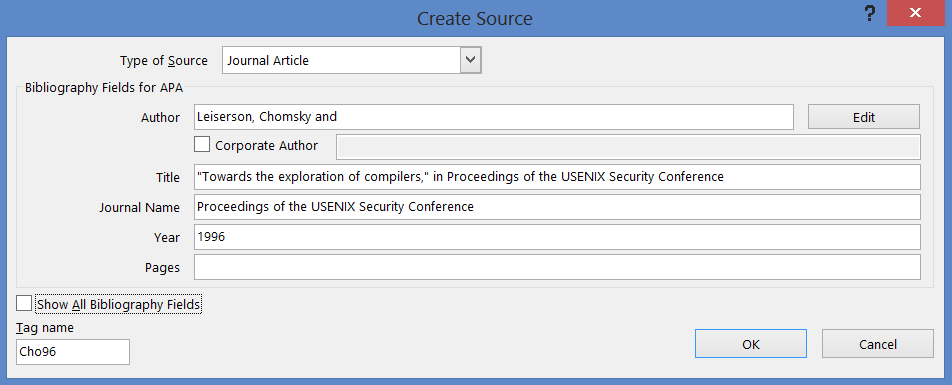 Create Source
?
Type of Source Journal Article
Bibliography Fields for APA
Author Leiserson, Chomsky and Edit
Corporate Author
Title "Towards the exploration of compilers," in Proceedings of the USENIX Security Conference
Journal Name Proceedings of the USENIX Security Conference
Year 1996
Pages
Show All Bibliography Fields
Tag name
Cho96
OK Cancel